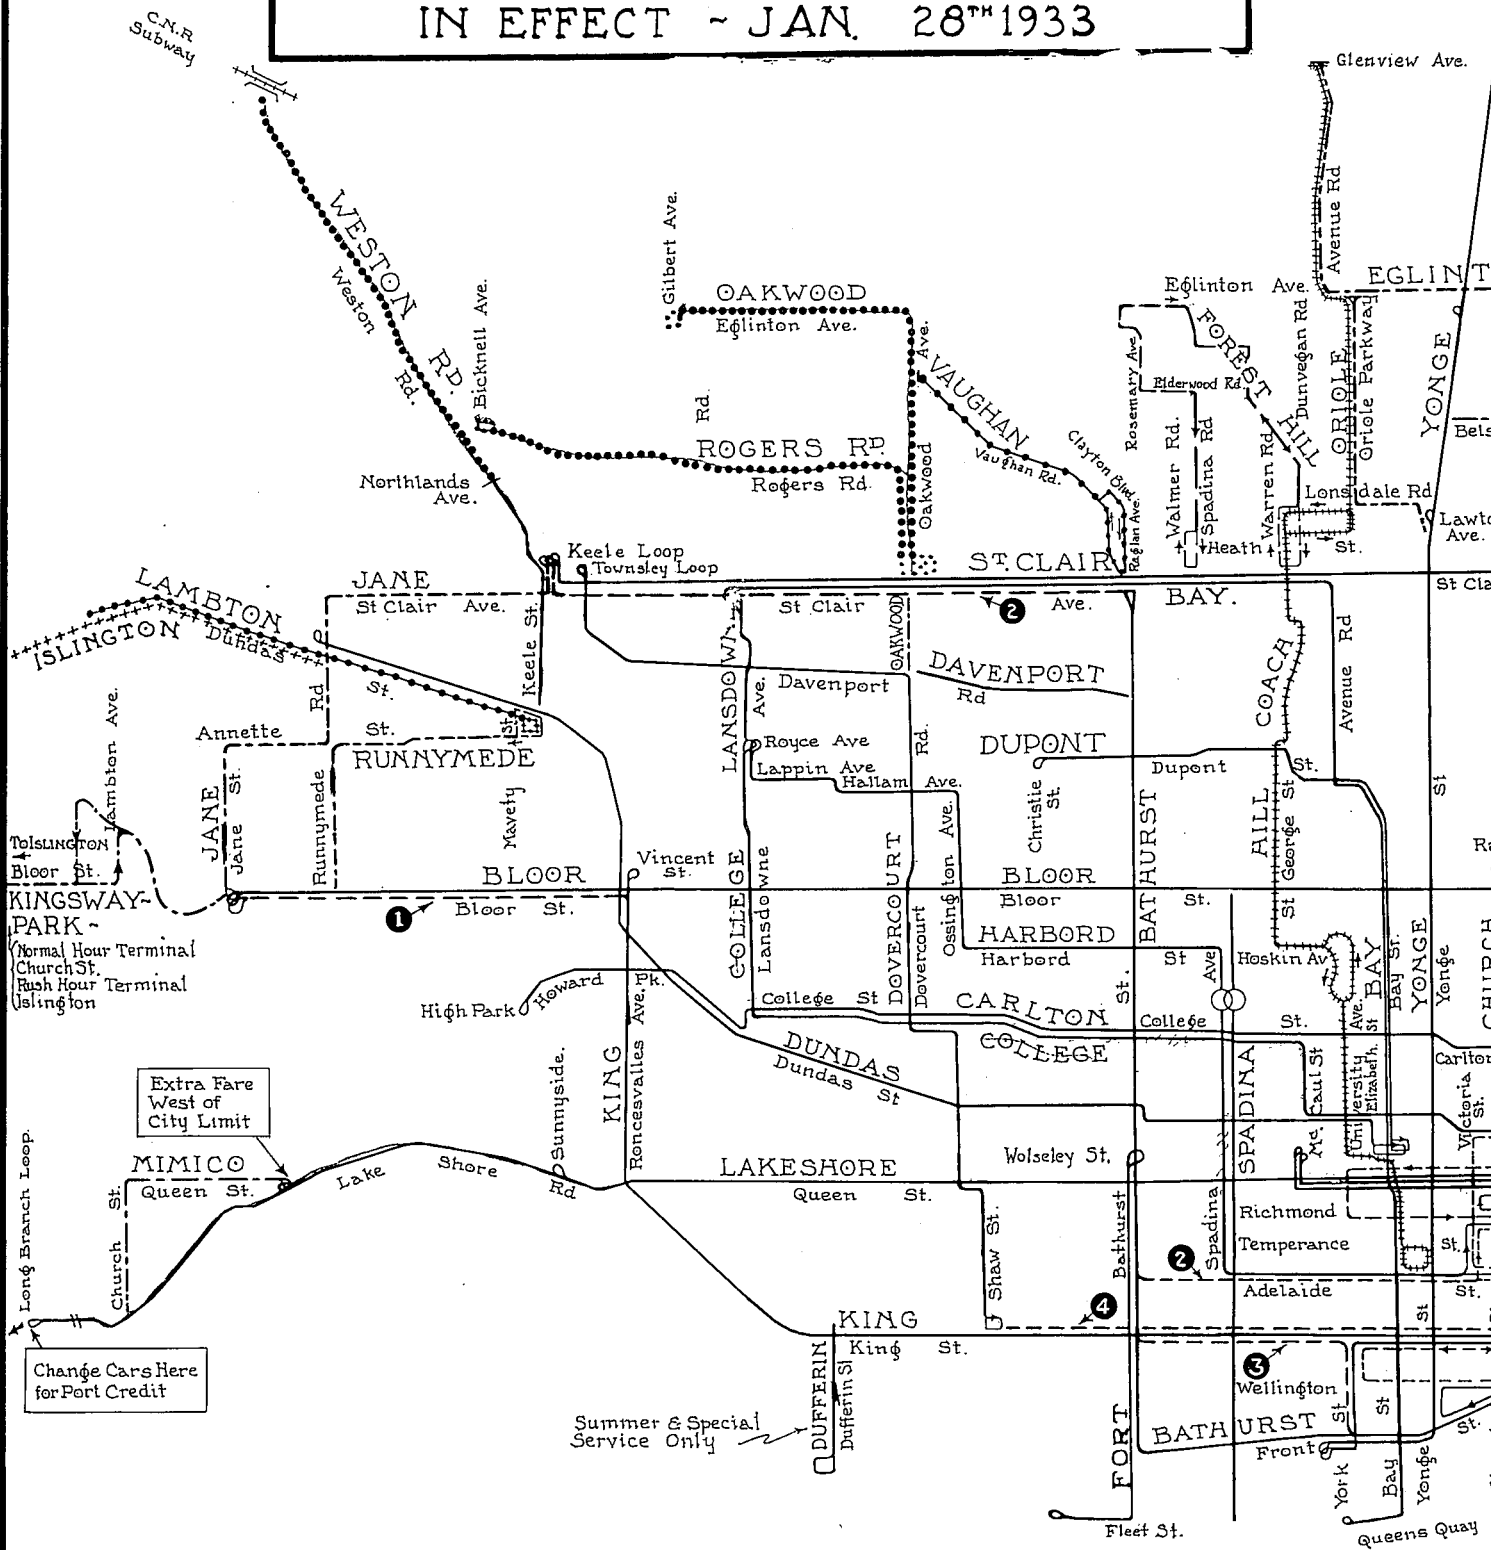 IN EFFECT ~ JAN. 28TH 1933
C.N.R
Subway
Glenview Ave.
WESTON RD.
Weston Rd.
Bicknell Ave.
Gilbert Ave.
OAKWOOD
Eglinton Ave.
Oakwood Ave.
VAUGHAN
Vaughan Rd.
Clayton Blvd.
Raglan Ave.
Rosemary Ave
Eglinton Ave.
FOREST HILL
Elderwood Rd.
Walmer Rd.
Spadina Rd
Warren Rd.
Dunvegan Rd
Avenue Rd
ORIOLE
Oriole Parkway
EGLINT
YONGE
Bels
Lonsdale Rd
Lawto
Ave.
Heath St.
ROGERS RD.
Rogers Rd.
Rd.
Northlands
Ave.
Keele Loop
Townsley Loop
ST. CLAIR
St Cla
JANE
St Clair Ave.
St Clair Ave.
2
BAY.
LAMBTON
ISLINGTON
Dundas St.
Keele St.
LANSDOWN
Ave.
OAKWOOD
DAVENPORT
Davenport Rd
Rd.
COACH
HILL
Avenue Rd
Annette St.
Rd
St.
RUNNYMEDE
Royce Ave
Lappin Ave
Hallam Ave.
DUPONT
Dupont St.
Christie
St.
St
Lambton Ave.
JANE
Jane St.
Runnymede
Mavety
To ISLINGTON
Bloor St.
KINGSWAY~
PARK ~
Normal Hour Terminal
Church St.
Rush Hour Terminal
Islington
BLOOR
Bloor St.
1
Vincent
St.
COLLEGE
Lansdowne
DOVERCOURT
Dovercourt
Ossington Ave.
BLOOR
Bloor St.
BATHURST
St George St
HARBORD
Harbord St
Ave
Hoskin Av
BAY
Bay St.
YONGE
Yonge
CHURCH
High Park
Howard Pk.
Ave.
College St
CARLTON
COLLEGE
College St.
St.
Carlton
DUNDAS
Dundas St
KING
Roncesvalles
Sunnyside.
SPADINA
Spadina
Mc. Caul St
University Ave.
Elizabeth. St
Victoria
St.
Extra Fare
West of
City Limit
MIMICO
Queen St.
Lake Shore Rd
LAKESHORE
Queen St.
Wolseley St.
Bathurst
Richmond
Temperance St.
2
Adelaide St.
Long Branch Loop.
Church St.
Shaw St.
4
KING
King St.
3
Wellington
Change Cars Here
for Port Credit
Summer & Special
Service Only
DUFFERIN
Dufferin St
FORT
BATHURST
Front St.
York St
Bay St
Yonge St
Fleet St.
Queens Quay